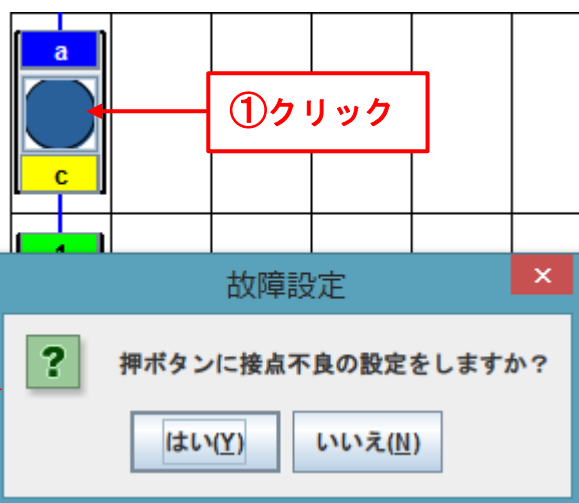 a
①クリック
c
故障設定
×
?
押ボタンに接点不良の設定をしますか?
はい(Y) いいえ(N)